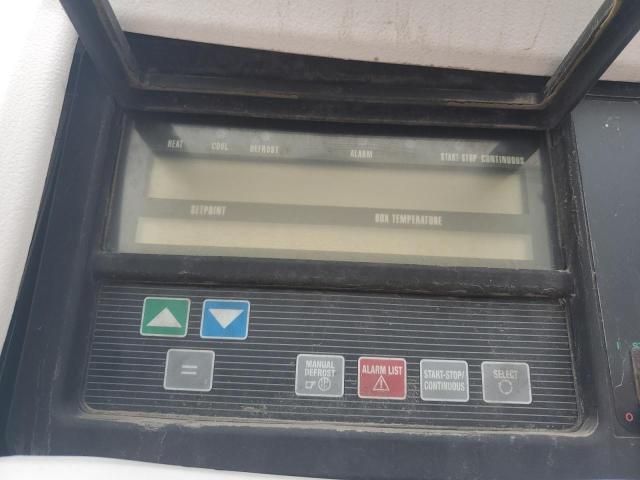 HEAT COOL DEFROST ALARM START-STOP CONTINUOUS
SETPOINT BOX TEMPERATURE
=
MANUAL
DEFROST
ALARM LIST
START-STOP/
CONTINUOUS
SELECT
I
O